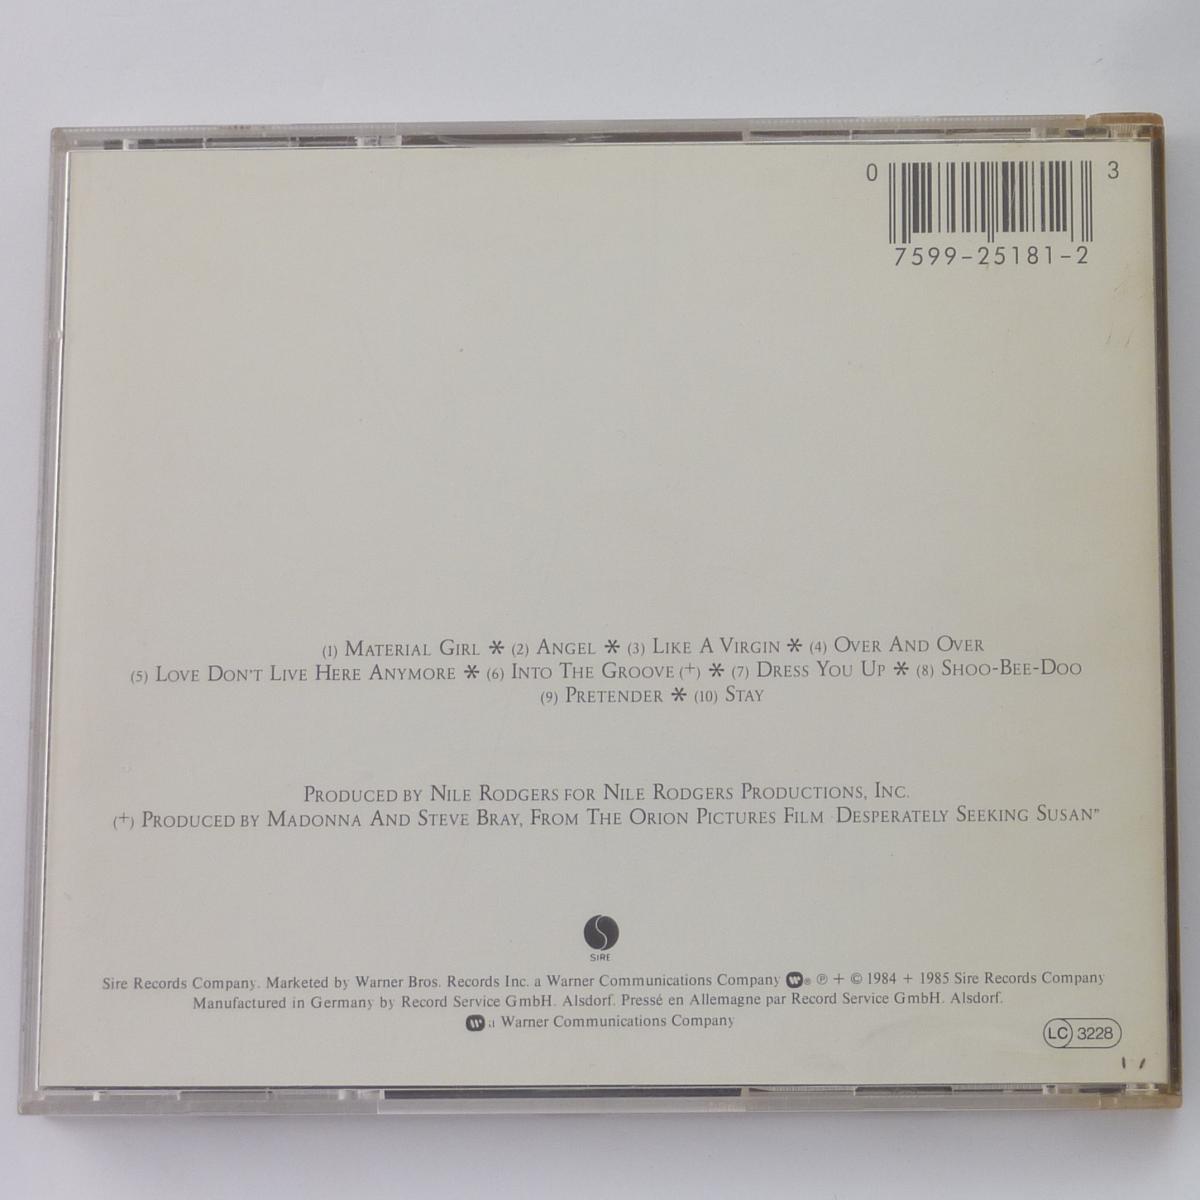 0 3
7599-25181-2
(1) MATERIAL GIRL * (2) ANGEL * (3) LIKE A VIRGIN * (4) OVER AND OVER
(5) LOVE DON'T LIVE HERE ANYMORE * (6) INTO THE GROOVE (+) * (7) DRESS YOU UP * (8) SHOO-BEE-DOO
(9) PRETENDER * (10) STAY
PRODUCED BY NILE RODGERS FOR NILE RODGERS PRODUCTIONS, INC.
(+) PRODUCED BY MADONNA AND STEVE BRAY, FROM THE ORION PICTURES FILM DESPERATELY SEEKING SUSAN"
SIRE
Sire Records Company. Marketed by Warner Bros. Records Inc. a Warner Communications Company ® ℗ + © 1984 + 1985 Sire Records Company
Manufactured in Germany by Record Service GmbH. Alsdorf. Pressé en Allemagne par Record Service GmbH. Alsdorf.
a Warner Communications Company
LC 3228